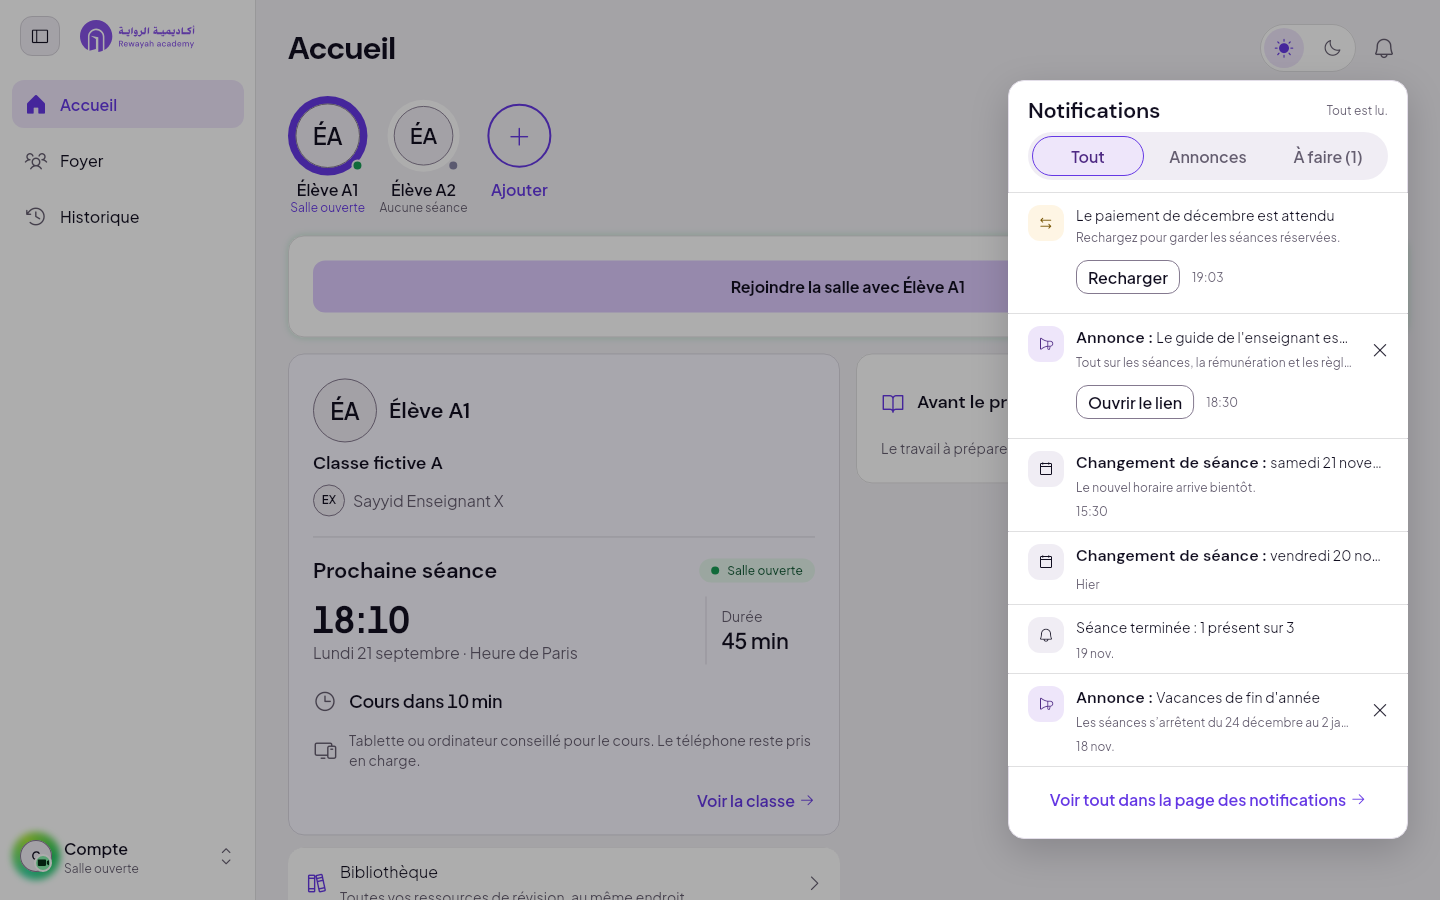 أكاديمية الرواية
Rewayah academy
Accueil
Foyer
Historique
Compte
Salle ouverte
Accueil
ÉA
Élève A1
Salle ouverte
ÉA
Élève A2
Aucune séance
Ajouter
Rejoindre la salle avec Élève A1
ÉA
Élève A1
Classe fictive A
EX
Sayyid Enseignant X
Prochaine séance
Salle ouverte
18:10
Lundi 21 septembre · Heure de Paris
Durée
45 min
Cours dans 10 min
Tablette ou ordinateur conseillé pour le cours. Le téléphone reste pris
en charge.
Voir la classe
Bibliothèque
Toutes vos ressources de révision, au même endroit
Avant le pr
Le travail à prépare
Notifications
Tout est lu.
Tout
Annonces
À faire (1)
Le paiement de décembre est attendu
Rechargez pour garder les séances réservées.
Recharger
19:03
Annonce : Le guide de l'enseignant es…
Tout sur les séances, la rémunération et les règl…
Ouvrir le lien
18:30
Changement de séance : samedi 21 nove…
Le nouvel horaire arrive bientôt.
15:30
Changement de séance : vendredi 20 no…
Hier
Séance terminée : 1 présent sur 3
19 nov.
Annonce : Vacances de fin d'année
Les séances s'arrêtent du 24 décembre au 2 ja…
18 nov.
Voir tout dans la page des notifications